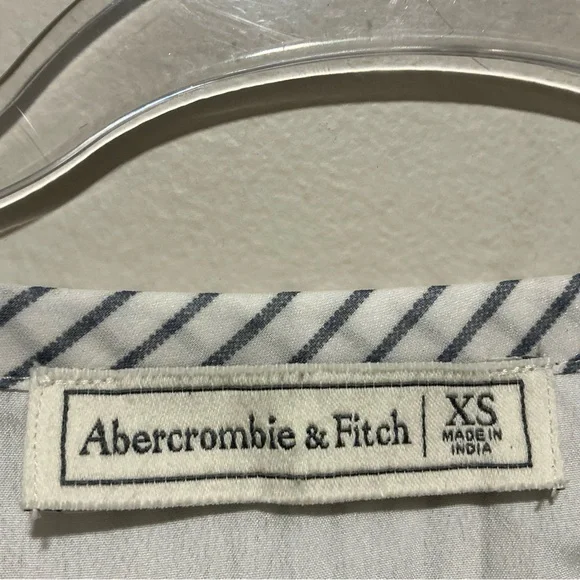 Abercrombie & Fitch
XS
MADE IN
INDIA